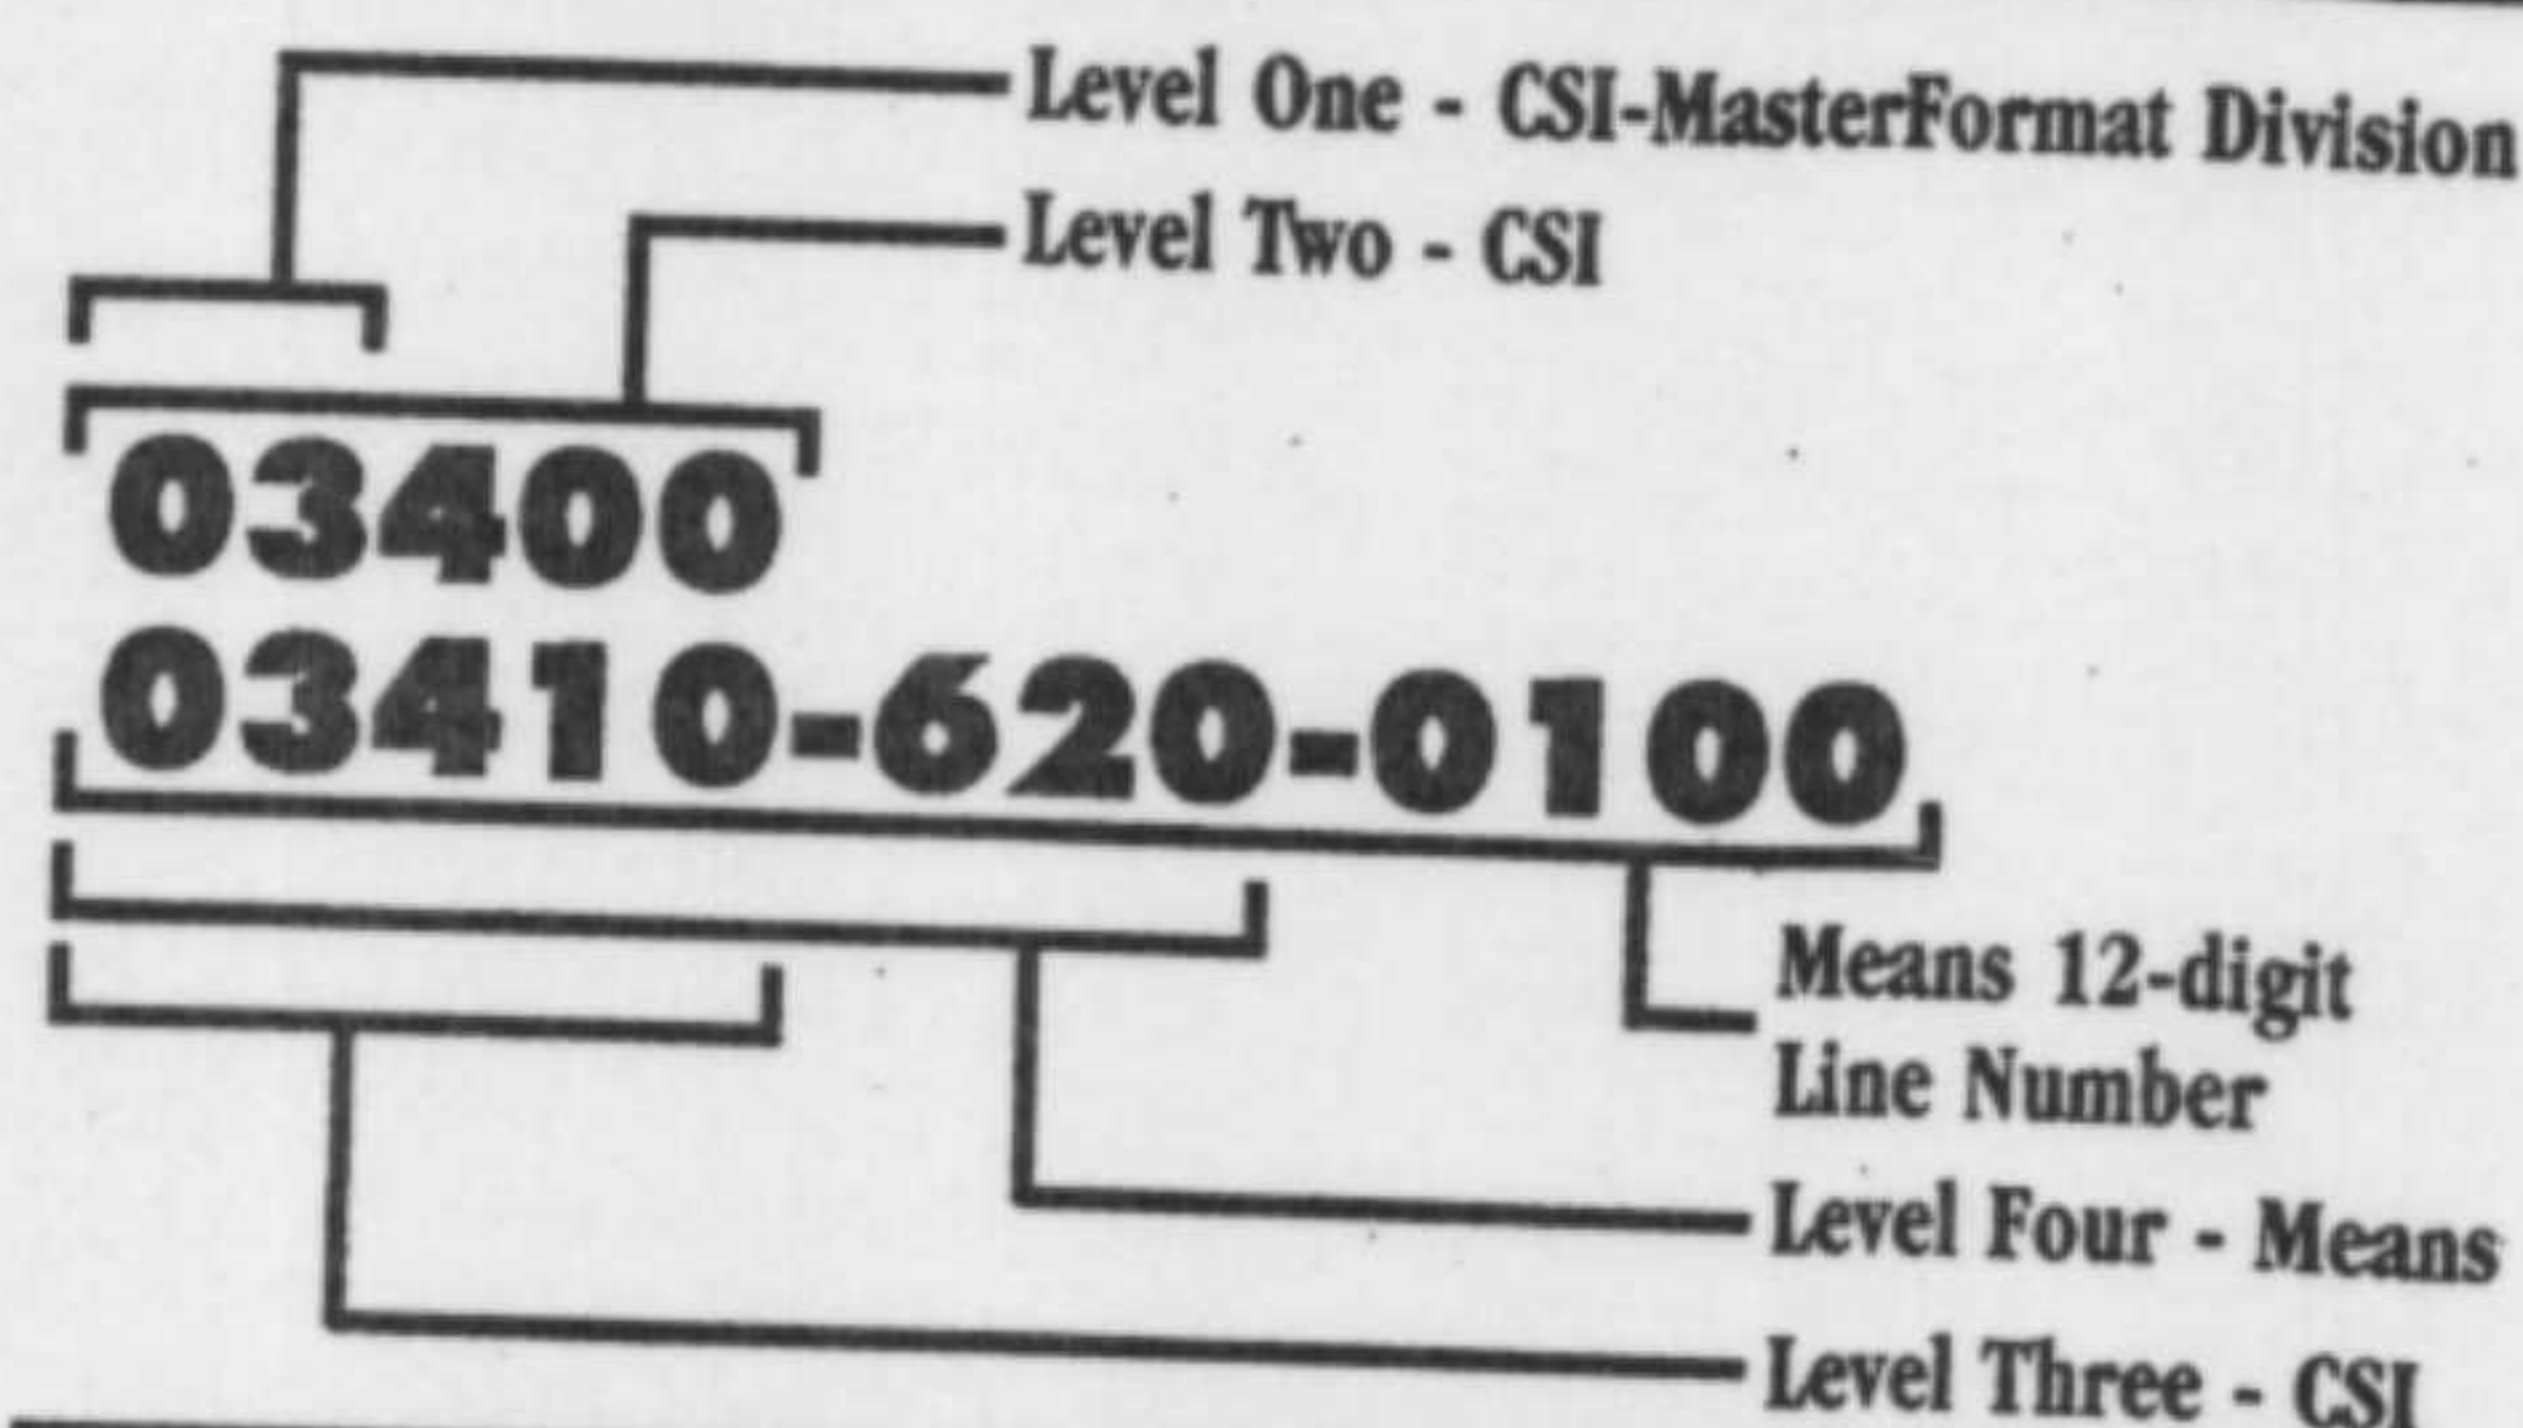 Level One - CSI-MasterFormat Division
Level Two - CSI
03400
03410-620-0100
Means 12-digit
Line Number
Level Four - Means
Level Three - CSI